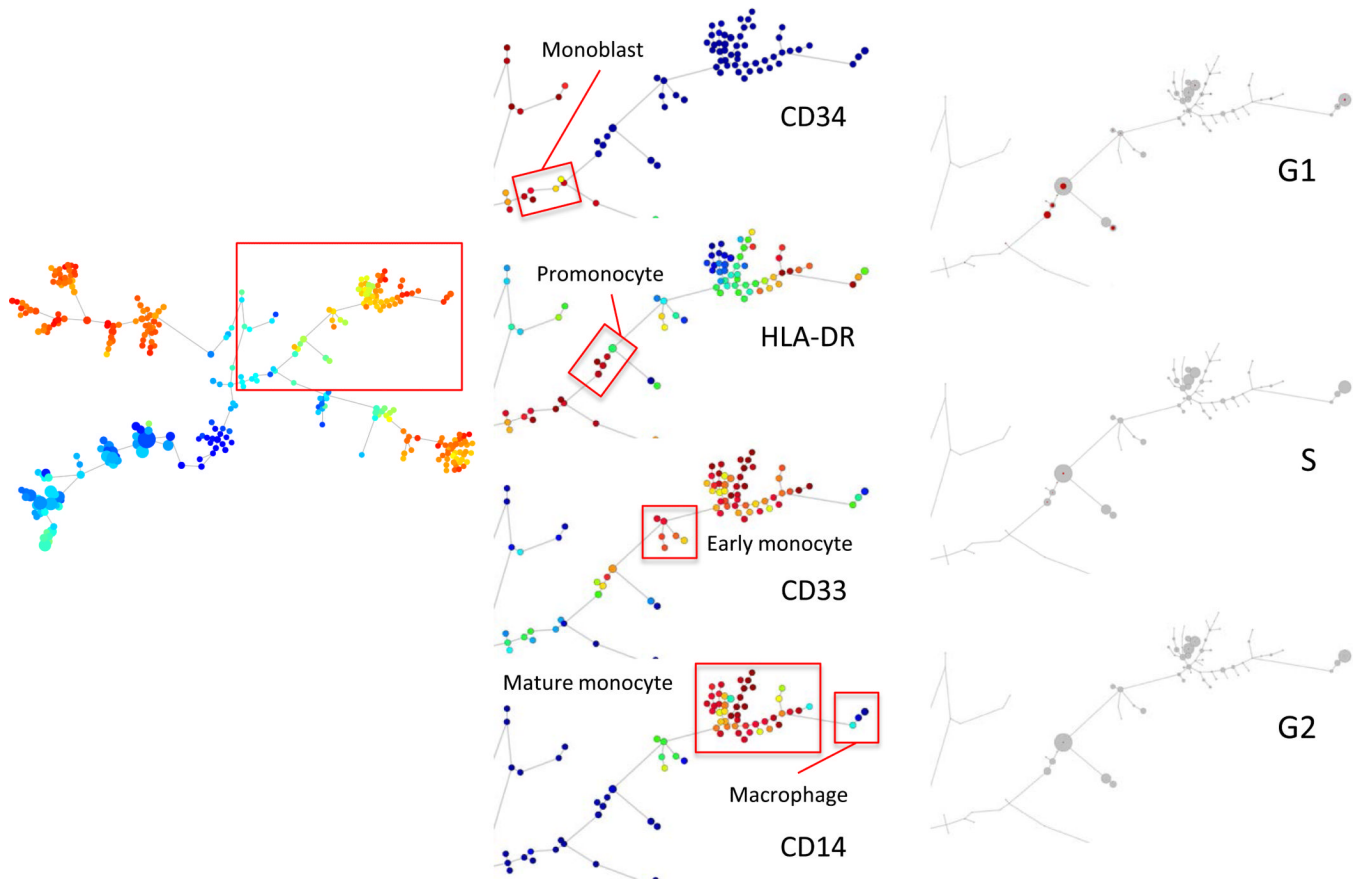 Monoblast
CD34
Promonocyte
HLA-DR
Early monocyte
CD33
Mature monocyte
Macrophage
CD14
G1
S
G2